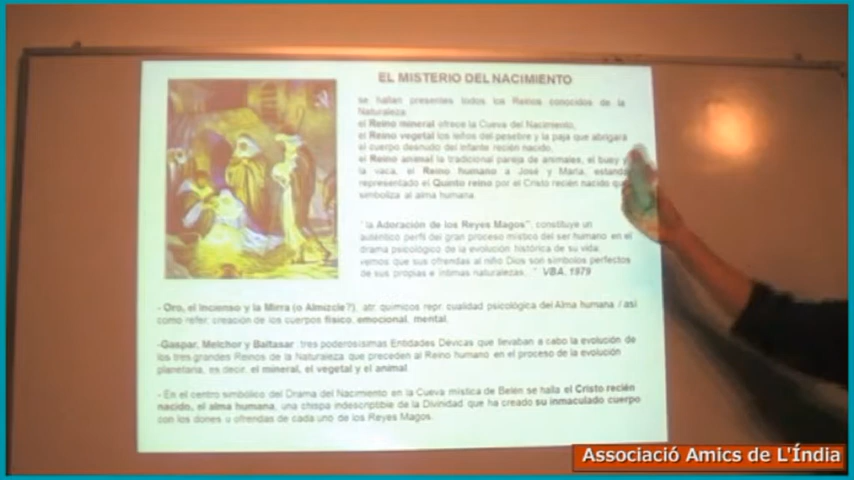 EL MISTERIO DEL NACIMIENTO
se hallan presentes todos los Reinos conocidos de la
Naturaleza:
el Reino mineral ofrece la Cueva del Nacimiento,
el Reino vegetal los leños del pesebre y la paja que abrigará
el cuerpo desnudo del infante recién nacido,
el Reino animal la tradicional pareja de animales, el buey y
la vaca, el Reino humano a José y María, estando
representado el Quinto reino por el Cristo recién nacido que
simboliza al alma humana.
"la Adoración de los Reyes Magos", constituye un
auténtico perfil del gran proceso místico del ser humano en el
drama psicológico de la evolución histórica de su vida:
vemos que sus ofrendas al niño Dios son símbolos perfectos
de sus propias e íntimas naturalezas..." VBA, 1979
- Oro, el Incienso y la Mirra (o Almizcle?), atr. químicos repr. cualidad psicológica del Alma humana / así
como refer. creación de los cuerpos físico, emocional, mental.
-Gaspar, Melchor y Baltasar: tres poderosísimas Entidades Dévicas que llevaban a cabo la evolución de
los tres grandes Reinos de la Naturaleza que preceden al Reino humano en el proceso de la evolución
planetaria, es decir, el mineral, el vegetal y el animal.
- En el centro simbólico del Drama del Nacimiento en la Cueva mística de Belén se halla el Cristo recién
nacido, el alma humana, una chispa indescriptible de la Divinidad que ha creado su inmaculado cuerpo
con los dones u ofrendas de cada uno de los Reyes Magos.
Associació Amics de L'Índia